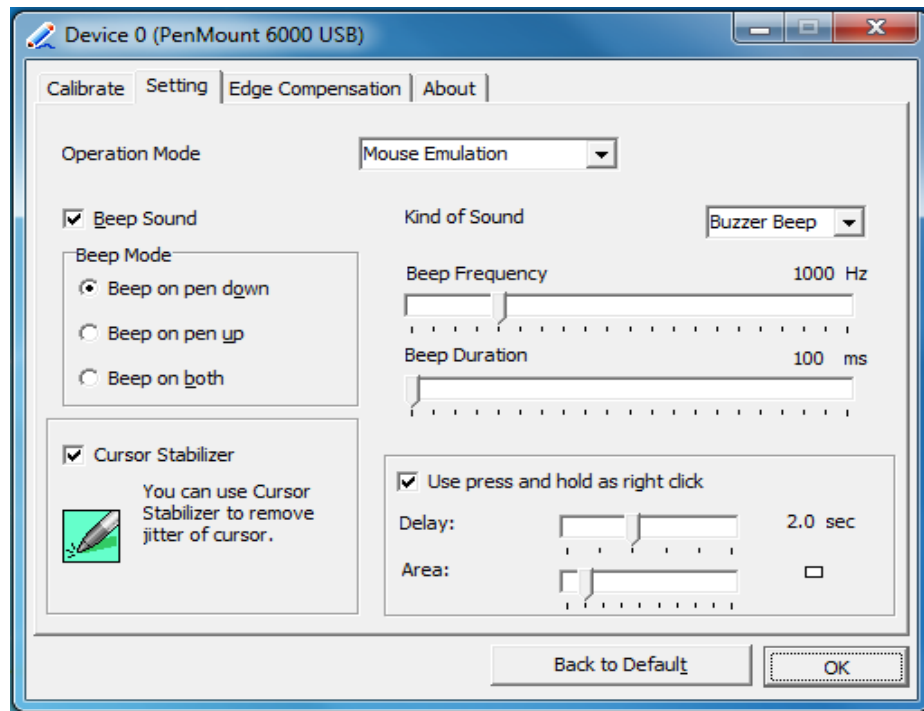 Device 0 (PenMount 6000 USB)
Calibrate Setting Edge Compensation About
Operation Mode Mouse Emulation
Beep Sound
Kind of Sound Buzzer Beep
Beep Mode
Beep on pen down
Beep on pen up
Beep on both
Beep Frequency 1000 Hz
Beep Duration 100 ms
Cursor Stabilizer
You can use Cursor
Stabilizer to remove
jitter of cursor.
Use press and hold as right click
Delay: 2.0 sec
Area:
Back to Default OK